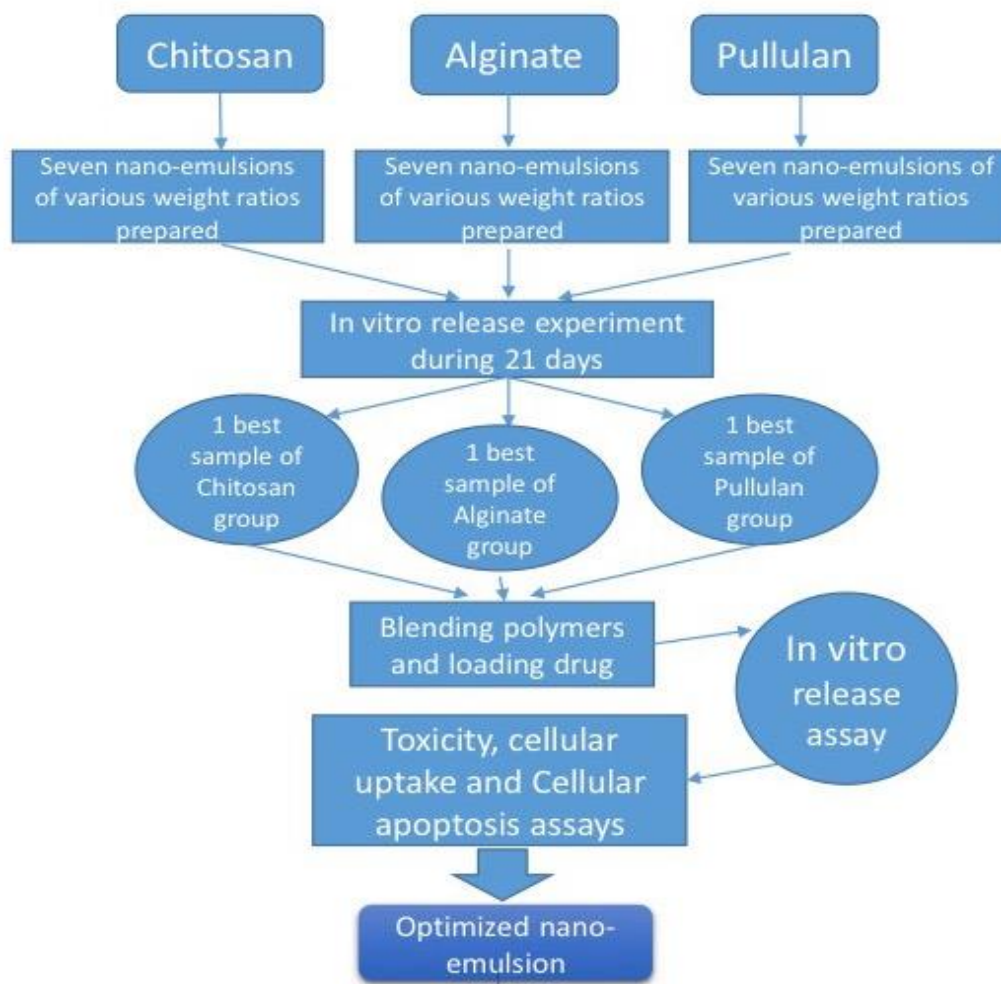 Chitosan
Alginate
Pullulan
Seven nano-emulsions
of various weight ratios
prepared
Seven nano-emulsions
of various weight ratios
prepared
Seven nano-emulsions of
various weight ratios
prepared
In vitro release experiment
during 21 days
1 best
sample of
Chitosan
group
1 best
sample of
Alginate
group
1 best
sample of
Pullulan
group
Blending polymers
and loading drug
In vitro
release
assay
Toxicity, cellular
uptake and Cellular
apoptosis assays
Optimized nano-
emulsion